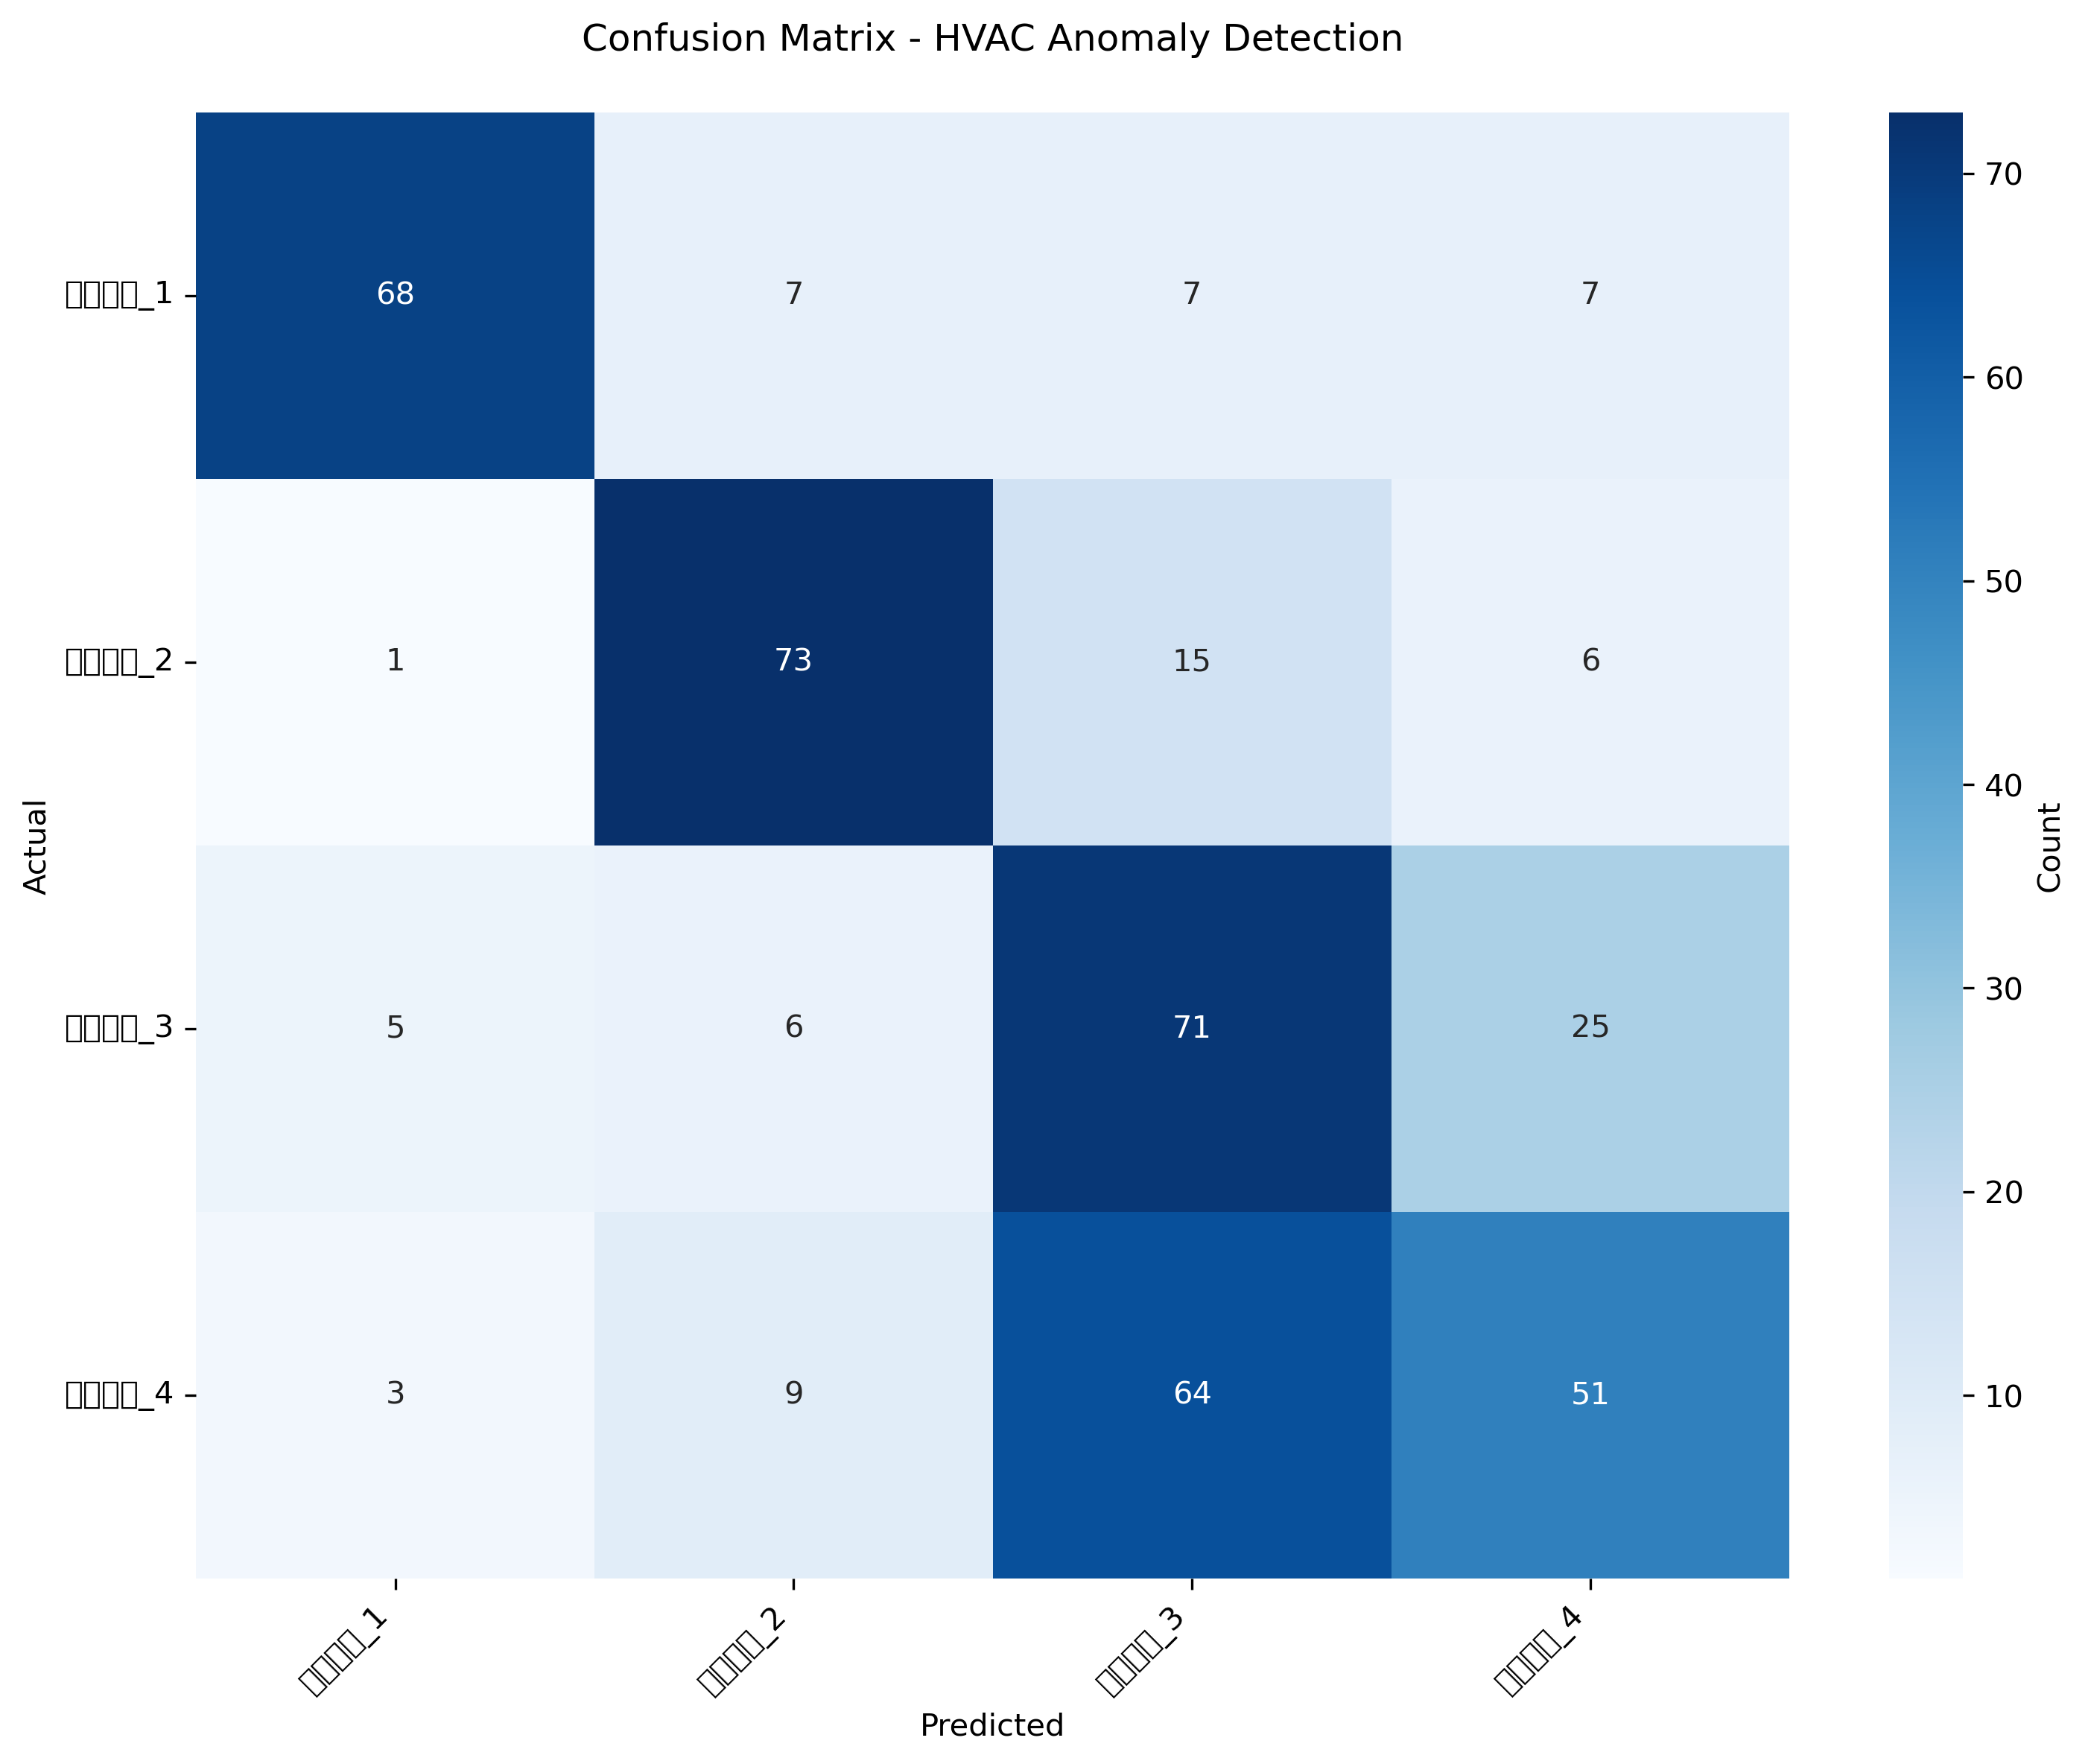 Confusion Matrix - HVAC Anomaly Detection
68 7 7 7
1 73 15 6
5 6 71 25
3 9 64 51
_1
_2
_3
_4
Actual
_1 _2 _3 _4
Predicted
70
60
50
40
30
20
10
Count